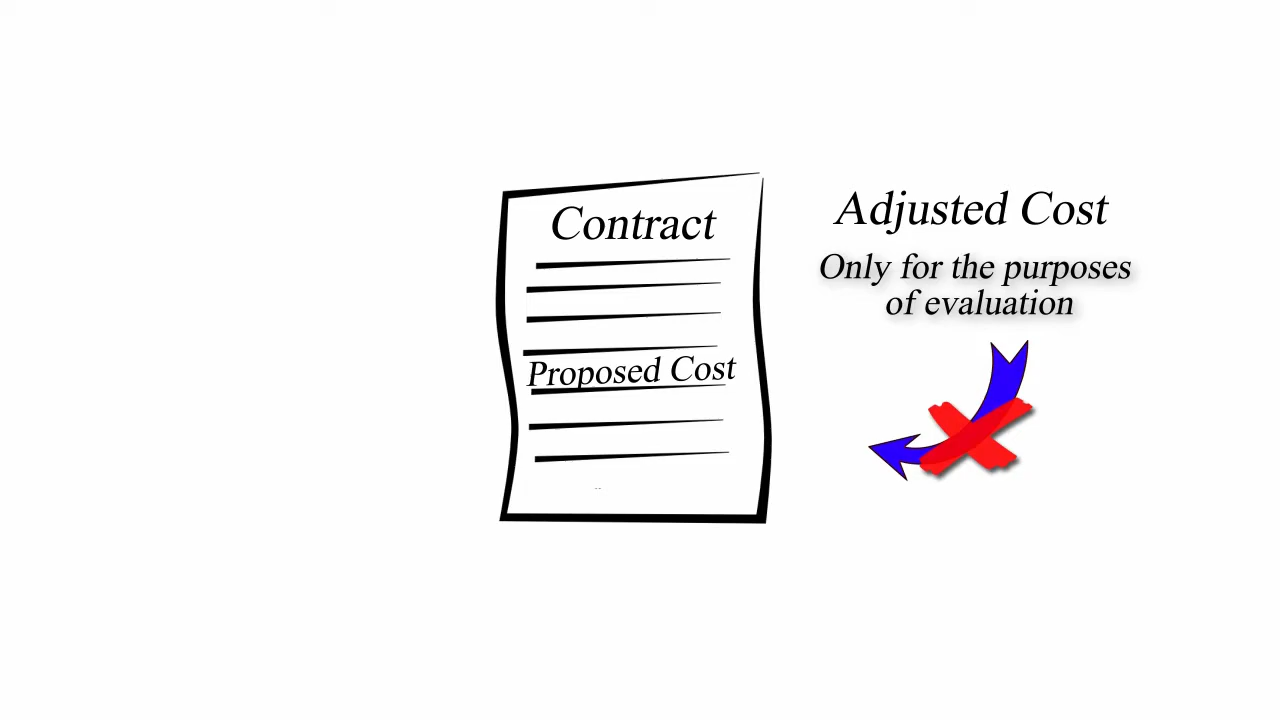 Contract
Proposed Cost
Adjusted Cost
Only for the purposes
of evaluation